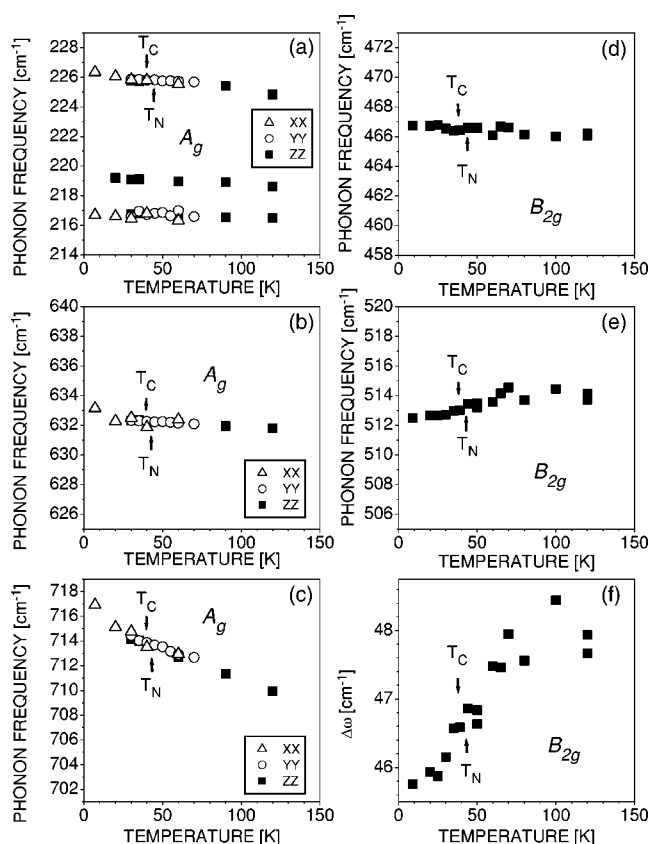 (a)
PHONON FREQUENCY [cm⁻¹]
228
226
224
222
220
218
216
214
T_C
T_N
A_g
XX
YY
ZZ
0
50
100
150
TEMPERATURE [K]
(d)
PHONON FREQUENCY [cm⁻¹]
472
470
468
466
464
462
460
458
T_C
T_N
B_2g
0
50
100
150
TEMPERATURE [K]
(b)
PHONON FREQUENCY [cm⁻¹]
640
638
636
634
632
630
628
626
T_C
T_N
A_g
XX
YY
ZZ
0
50
100
150
TEMPERATURE [K]
(e)
PHONON FREQUENCY [cm⁻¹]
520
518
516
514
512
510
508
506
T_C
T_N
B_2g
0
50
100
150
TEMPERATURE [K]
(c)
PHONON FREQUENCY [cm⁻¹]
718
716
714
712
710
708
706
704
702
T_C
T_N
A_g
XX
YY
ZZ
0
50
100
150
TEMPERATURE [K]
(f)
Δω [cm⁻¹]
48
47
46
T_C
T_N
B_2g
0
50
100
150
TEMPERATURE [K]